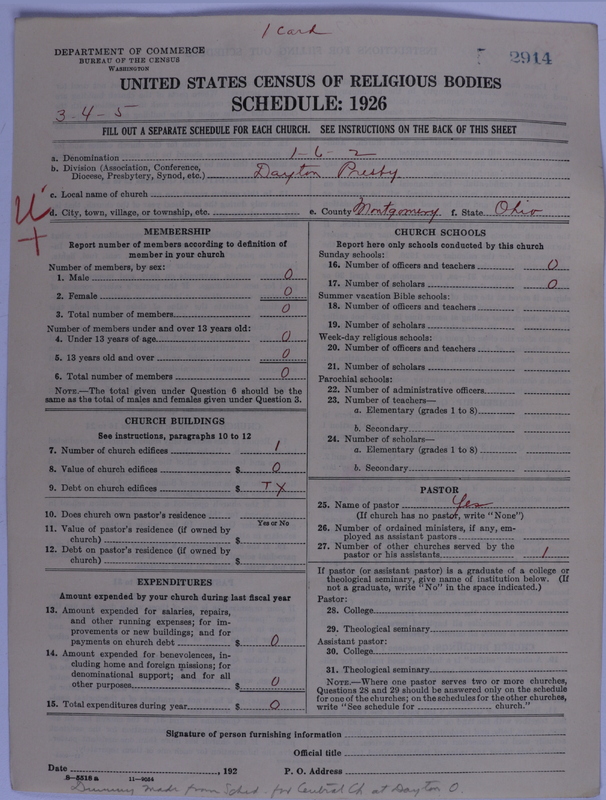 1 card
DEPARTMENT OF COMMERCE
BUREAU OF THE CENSUS
WASHINGTON
2914
UNITED STATES CENSUS OF RELIGIOUS BODIES
SCHEDULE: 1926
3-4-5
FILL OUT A SEPARATE SCHEDULE FOR EACH CHURCH. SEE INSTRUCTIONS ON THE BACK OF THIS SHEET
a. Denomination 1-6-2
b. Division (Association, Conference,
Diocese, Presbytery, Synod, etc.) Dayton Presby
c. Local name of church
d. City, town, village, or township, etc. e. County Montgomery f. State Ohio
MEMBERSHIP
Report number of members according to definition of
member in your church
Number of members, by sex:
1. Male 0
2. Female 0
3. Total number of members 0
Number of members under and over 13 years old:
4. Under 13 years of age 0
5. 13 years old and over 0
6. Total number of members 0
NOTE.—The total given under Question 6 should be
same as the total of males and females given under Question 3.
CHURCH BUILDINGS
See instructions, paragraphs 10 to 12
7. Number of church edifices 1
8. Value of church edifices $ 0
9. Debt on church edifices $ TX
10. Does church own pastor's residence
Yes or No
11. Value of pastor's residence (if owned by
church) $
12. Debt on pastor's residence (if owned by
church) $
EXPENDITURES
Amount expended by your church during last fiscal year
13. Amount expended for salaries, repairs,
and other running expenses; for im-
provements or new buildings; and for
payments on church debt $ 0
14. Amount expended for benevolences, in-
cluding home and foreign missions; for
denominational support; and for all
other purposes $ 0
15. Total expenditures during year $ 0
CHURCH SCHOOLS
Report here only schools conducted by this church
Sunday schools:
16. Number of officers and teachers 0
17. Number of scholars 0
Summer vacation Bible schools:
18. Number of officers and teachers
19. Number of scholars
Week-day religious schools:
20. Number of officers and teachers
21. Number of scholars
Parochial schools:
22. Number of administrative officers
23. Number of teachers—
a. Elementary (grades 1 to 8)
b. Secondary
24. Number of scholars—
a. Elementary (grades 1 to 8)
b. Secondary
PASTOR
25. Name of pastor Yes
(If church has no pastor, write "None")
26. Number of ordained ministers, if any, em-
ployed as assistant pastors
27. Number of other churches served by the
pastor or his assistants 1
If pastor (or assistant pastor) is a graduate of a college or
theological seminary, give name of institution below. (If
not a graduate, write "No" in the space indicated.)
Pastor:
28. College
29. Theological seminary
Assistant pastor:
30. College
31. Theological seminary
NOTE.—Where one pastor serves two or more churches,
Questions 28 and 29 should be answered only on the schedule
for one of the churches; on the schedules for the other churches,
write "See schedule for church."
Signature of person furnishing information
Official title
Date , 192 P. O. Address
8-5518a 11-9054
Dummy made from Sched. for Central Ch at Dayton O.